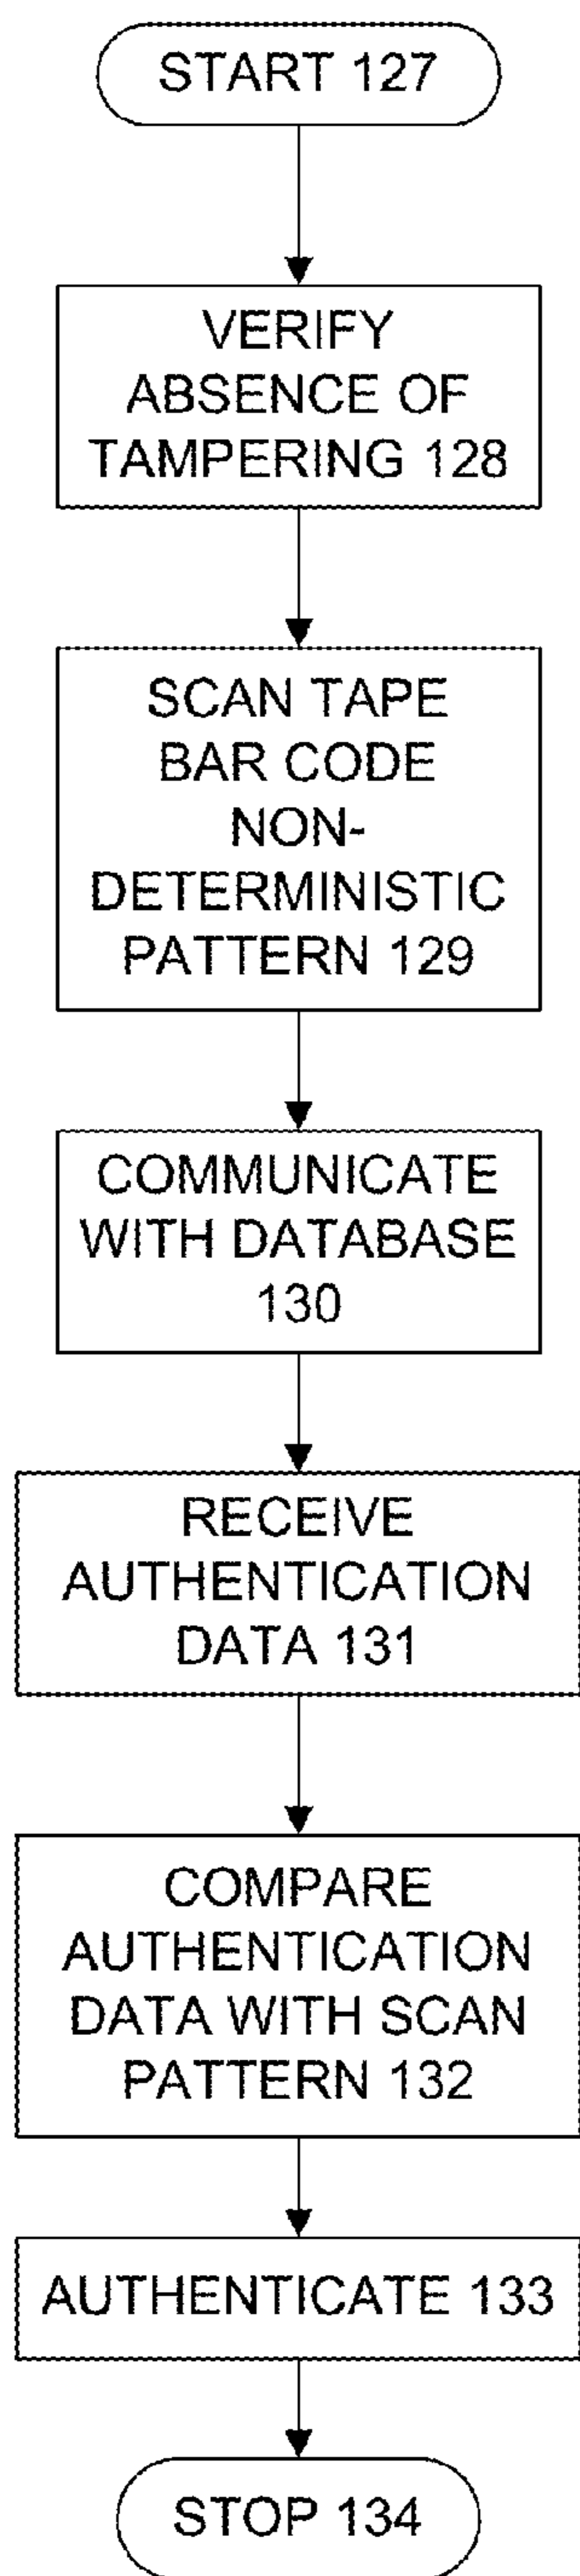 START 127
VERIFY
ABSENCE OF
TAMPERING 128
SCAN TAPE
BAR CODE
NON-
DETERMINISTIC
PATTERN 129
COMMUNICATE
WITH DATABASE
130
RECEIVE
AUTHENTICATION
DATA 131
COMPARE
AUTHENTICATION
DATA WITH SCAN
PATTERN 132
AUTHENTICATE 133
STOP 134